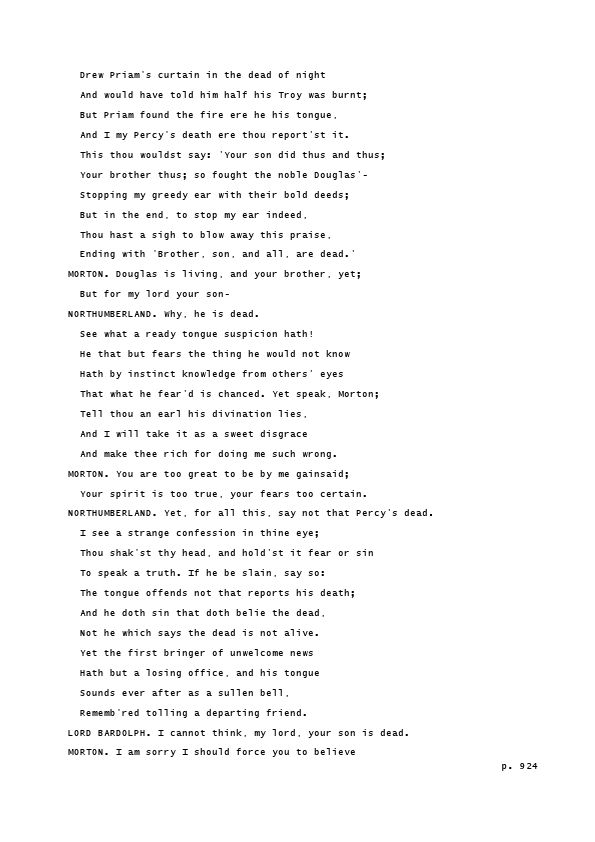 Drew Priam's curtain in the dead of night
And would have told him half his Troy was burnt;
But Priam found the fire ere he his tongue,
And I my Percy's death ere thou report'st it.
This thou wouldst say: 'Your son did thus and thus;
Your brother thus; so fought the noble Douglas'-
Stopping my greedy ear with their bold deeds;
But in the end, to stop my ear indeed,
Thou hast a sigh to blow away this praise,
Ending with 'Brother, son, and all, are dead.'
MORTON. Douglas is living, and your brother, yet;
But for my lord your son-
NORTHUMBERLAND. Why, he is dead.
See what a ready tongue suspicion hath!
He that but fears the thing he would not know
Hath by instinct knowledge from others' eyes
That what he fear'd is chanced. Yet speak, Morton;
Tell thou an earl his divination lies,
And I will take it as a sweet disgrace
And make thee rich for doing me such wrong.
MORTON. You are too great to be by me gainsaid;
Your spirit is too true, your fears too certain.
NORTHUMBERLAND. Yet, for all this, say not that Percy's dead.
I see a strange confession in thine eye;
Thou shak'st thy head, and hold'st it fear or sin
To speak a truth. If he be slain, say so:
The tongue offends not that reports his death;
And he doth sin that doth belie the dead,
Not he which says the dead is not alive.
Yet the first bringer of unwelcome news
Hath but a losing office, and his tongue
Sounds ever after as a sullen bell,
Rememb'red tolling a departing friend.
LORD BARDOLPH. I cannot think, my lord, your son is dead.
MORTON. I am sorry I should force you to believe
p. 924